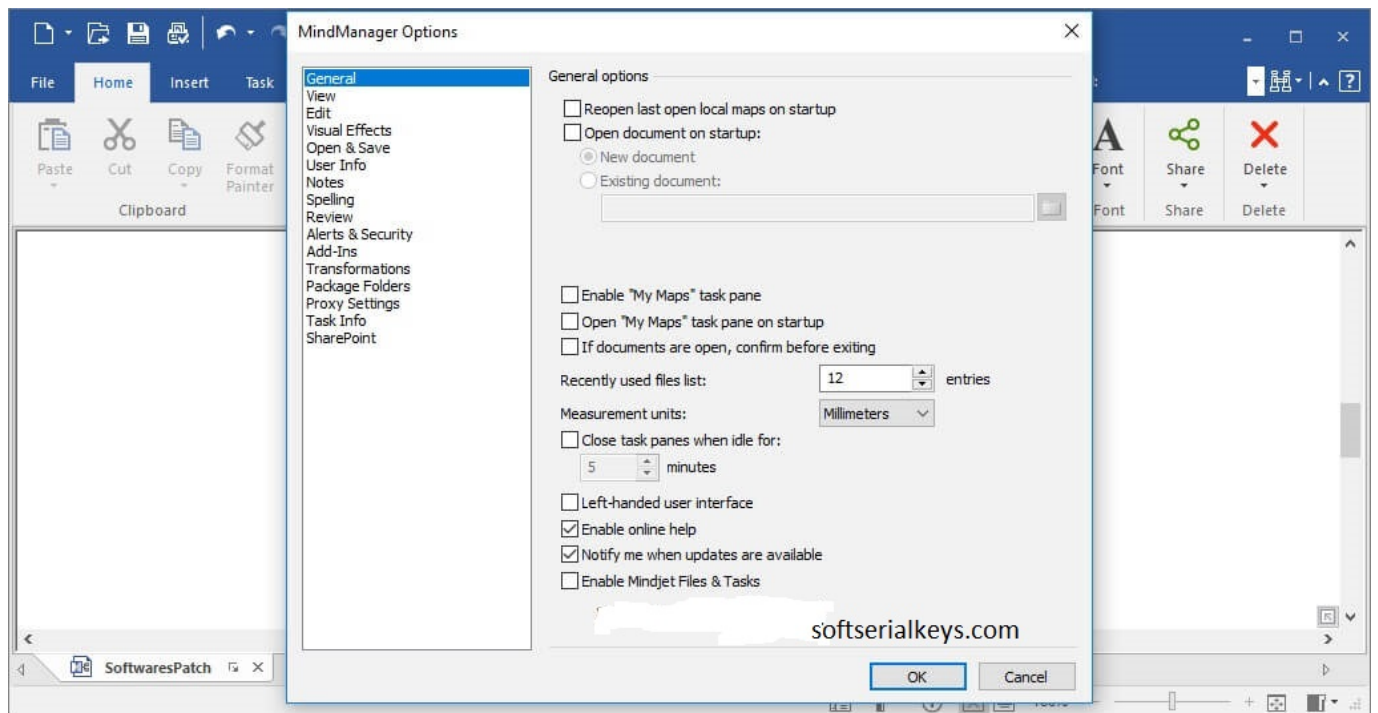 MindManager Options
File Home Insert Task
Paste Cut Copy Format Painter
Clipboard
Font Share Delete
Font Share Delete
General
View
Edit
Visual Effects
Open & Save
User Info
Notes
Spelling
Review
Alerts & Security
Add-Ins
Transformations
Package Folders
Proxy Settings
Task Info
SharePoint
General options
Reopen last open local maps on startup
Open document on startup:
New document
Existing document:
Enable "My Maps" task pane
Open "My Maps" task pane on startup
If documents are open, confirm before exiting
Recently used files list: 12 entries
Measurement units: Millimeters
Close task panes when idle for:
5 minutes
Left-handed user interface
Enable online help
Notify me when updates are available
Enable Mindjet Files & Tasks
softserialkeys.com
OK Cancel
SoftwaresPatch